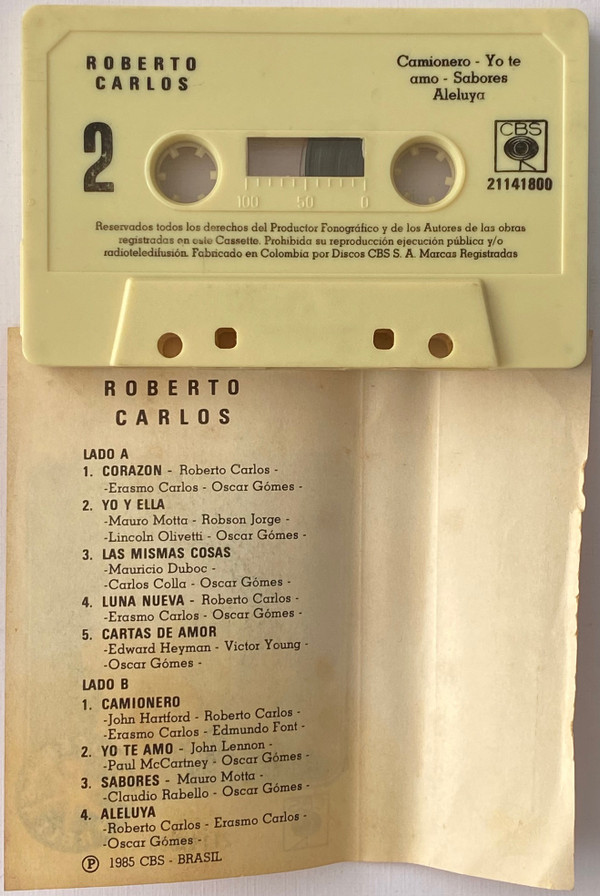 ROBERTO
CARLOS
Camionero - Yo te
amo - Sabores
Aleluya
2
CBS
21141800
100 50 0
Reservados todos los derechos del Productor Fonográfico y de los Autores de las obras
registradas en este Cassette. Prohibida su reproducción ejecución pública y/o
radioteledifusión. Fabricado en Colombia por Discos CBS S. A. Marcas Registradas
ROBERTO
CARLOS
LADO A
1. CORAZON - Roberto Carlos -
-Erasmo Carlos - Oscar Gómes -
2. YO Y ELLA
-Mauro Motta - Robson Jorge -
-Lincoln Olivetti - Oscar Gómes -
3. LAS MISMAS COSAS
-Mauricio Duboc -
-Carlos Colla - Oscar Gómes -
4. LUNA NUEVA - Roberto Carlos -
-Erasmo Carlos - Oscar Gómes -
5. CARTAS DE AMOR
-Edward Heyman - Victor Young -
-Oscar Gómes -
LADO B
1. CAMIONERO
-John Hartford - Roberto Carlos -
-Erasmo Carlos - Edmundo Font -
2. YO TE AMO - John Lennon -
-Paul McCartney - Oscar Gómes -
3. SABORES - Mauro Motta -
-Claudio Rabello - Oscar Gómes -
4. ALELUYA
-Roberto Carlos - Erasmo Carlos -
-Oscar Gómes -
Ⓟ 1985 CBS - BRASIL